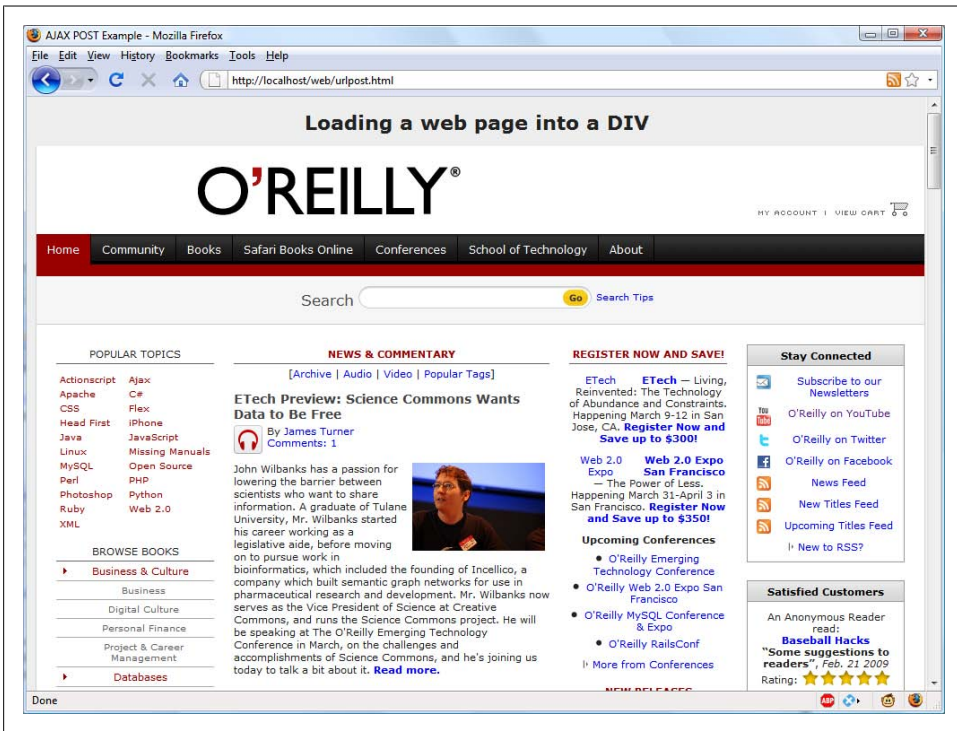 AJAX POST Example - Mozilla Firefox
File Edit View History Bookmarks Tools Help
http://localhost/web/urlpost.html
Loading a web page into a DIV
O'REILLY®
MY ACCOUNT | VIEW CART
Home Community Books Safari Books Online Conferences School of Technology About
Search Go Search Tips
POPULAR TOPICS
Actionscript Ajax
Apache C#
CSS Flex
Head First iPhone
Java JavaScript
Linux Missing Manuals
MySQL Open Source
Perl PHP
Photoshop Python
Ruby Web 2.0
XML
BROWSE BOOKS
Business & Culture
Business
Digital Culture
Personal Finance
Project & Career
Management
Databases
NEWS & COMMENTARY
[Archive | Audio | Video | Popular Tags]
ETech Preview: Science Commons Wants
Data to Be Free
By James Turner
Comments: 1
John Wilbanks has a passion for
lowering the barrier between
scientists who want to share
information. A graduate of Tulane
University, Mr. Wilbanks started
his career working as a
legislative aide, before moving
on to pursue work in
bioinformatics, which included the founding of Incellico, a
company which built semantic graph networks for use in
pharmaceutical research and development. Mr. Wilbanks now
serves as the Vice President of Science at Creative
Commons, and runs the Science Commons project. He will
be speaking at The O'Reilly Emerging Technology
Conference in March, on the challenges and
accomplishments of Science Commons, and he's joining us
today to talk a bit about it. Read more.
REGISTER NOW AND SAVE!
ETech ETech — Living,
Reinvented: The Technology
of Abundance and Constraints.
Happening March 9-12 in San
Jose, CA. Register Now and
Save up to $300!
Web 2.0 Web 2.0 Expo
Expo San Francisco
— The Power of Less.
Happening March 31-April 3 in
San Francisco. Register Now
and Save up to $350!
Upcoming Conferences
O'Reilly Emerging
Technology Conference
O'Reilly Web 2.0 Expo San
Francisco
O'Reilly MySQL Conference
& Expo
O'Reilly RailsConf
More from Conferences
NEW RELEASES
Stay Connected
Subscribe to our
Newsletters
You Tube
O'Reilly on YouTube
O'Reilly on Twitter
O'Reilly on Facebook
News Feed
New Titles Feed
Upcoming Titles Feed
New to RSS?
Satisfied Customers
An Anonymous Reader
read:
Baseball Hacks
"Some suggestions to
readers", Feb. 21 2009
Rating:
Done
ABP